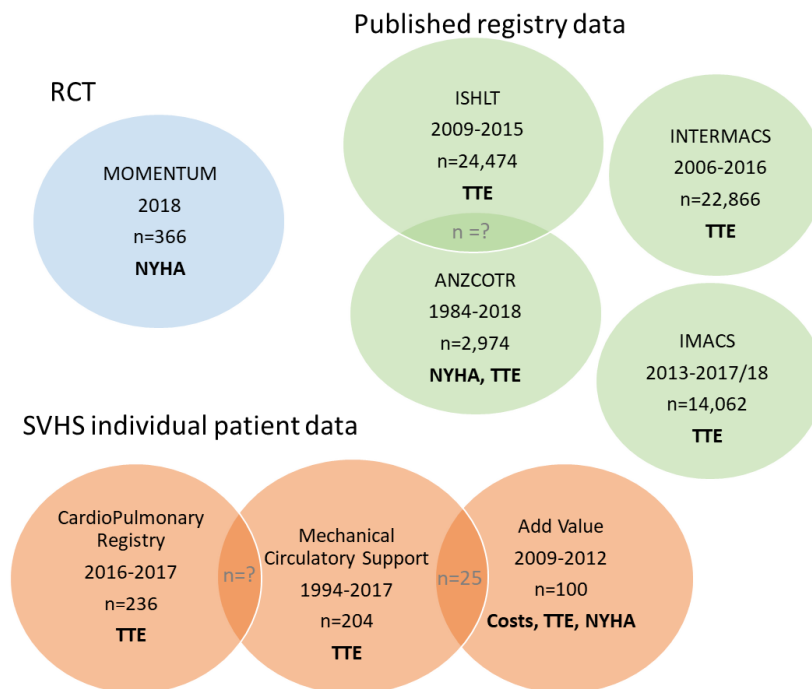 Published registry data
RCT
ISHLT
2009-2015
n=24,474
TTE
INTERMACS
2006-2016
n=22,866
TTE
MOMENTUM
2018
n=366
NYHA
n =?
ANZCOTR
1984-2018
n=2,974
NYHA, TTE
IMACS
2013-2017/18
n=14,062
TTE
SVHS individual patient data
CardioPulmonary
Registry
2016-2017
n=236
TTE
n=?
Mechanical
Circulatory Support
1994-2017
n=204
TTE
n=25
Add Value
2009-2012
n=100
Costs, TTE, NYHA